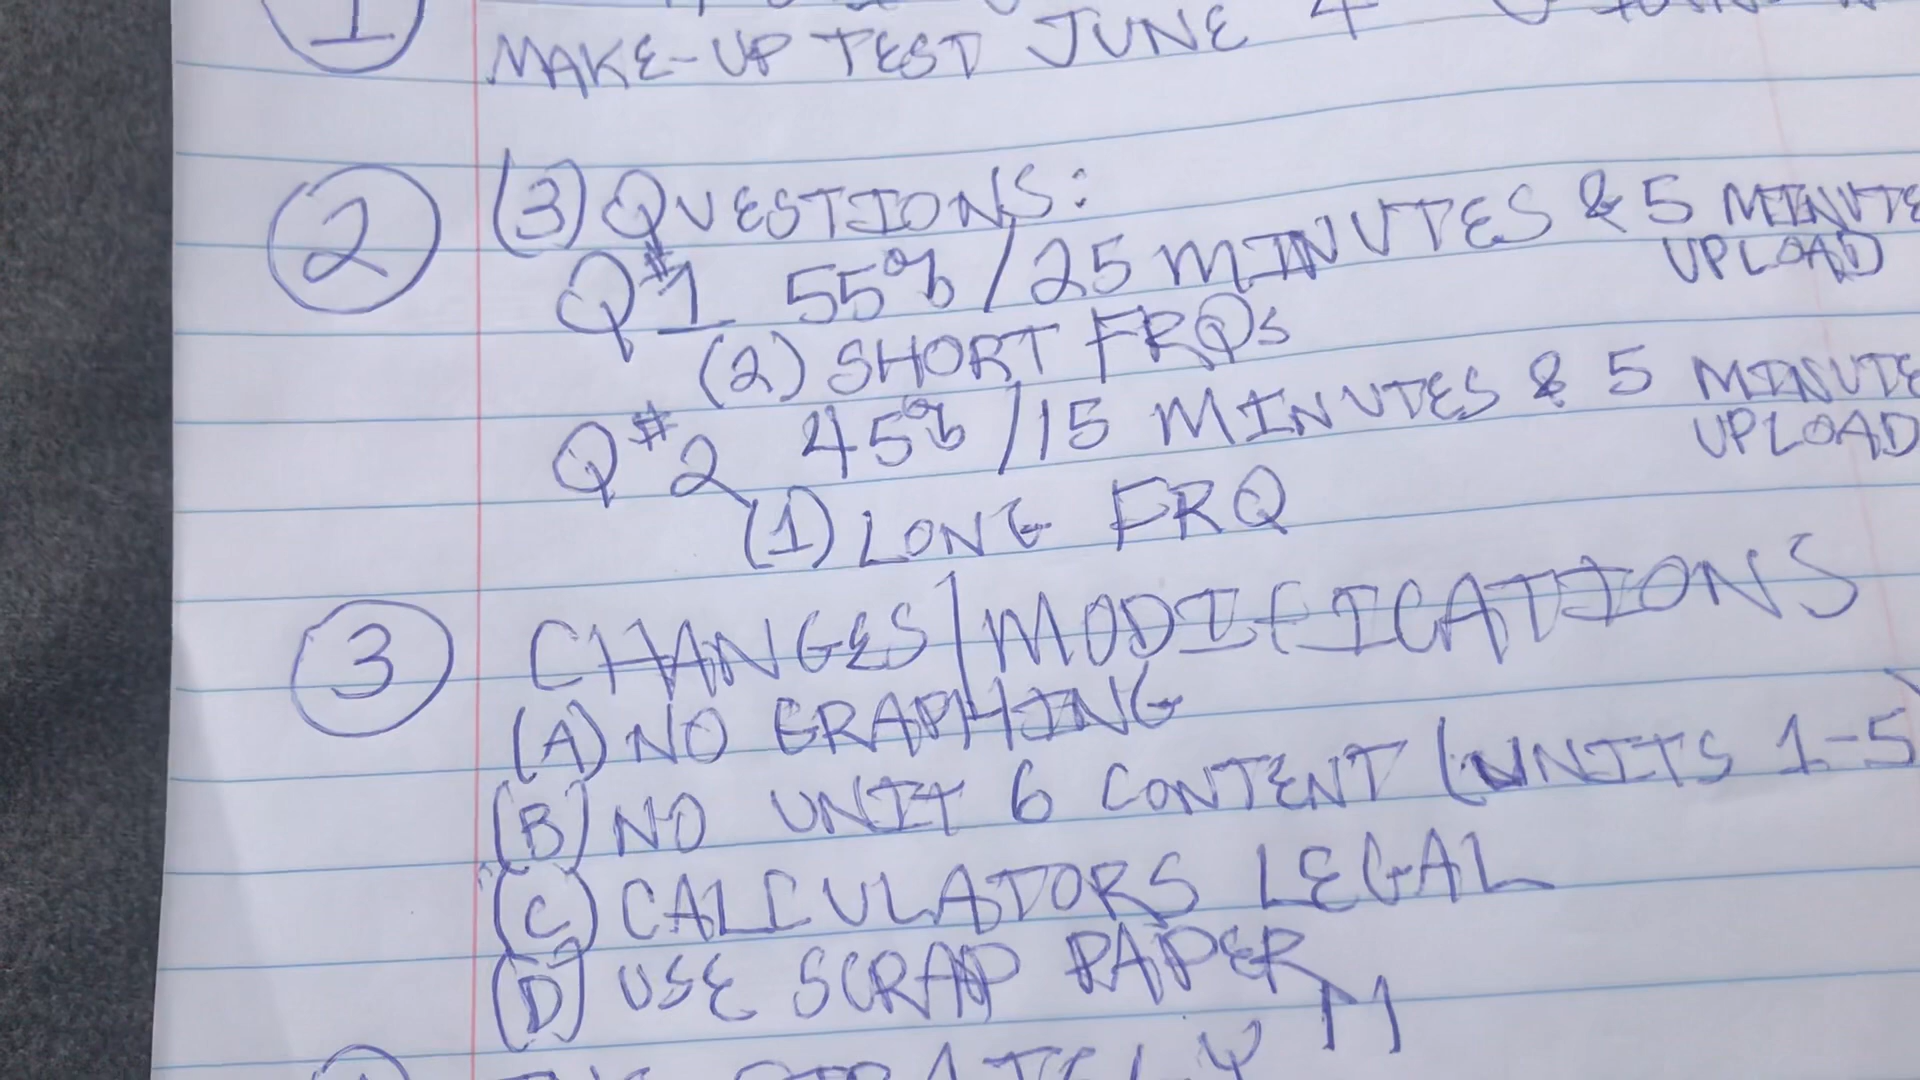 1
MAKE-UP TEST JUNE 4
2 (3) QUESTIONS:
Q#1 55% / 25 MINUTES & 5 MINUTE
UPLOAD
(2) SHORT FRQs
Q#2 45% / 15 MINUTES & 5 MINUTE
UPLOAD
(1) LONG FRQ
3 CHANGES/MODIFICATIONS
(A) NO GRAPHING
(B) NO UNIT 6 CONTENT (UNITS 1-5
(C) CALCULATORS LEGAL
(D) USE SCRAP PAPER